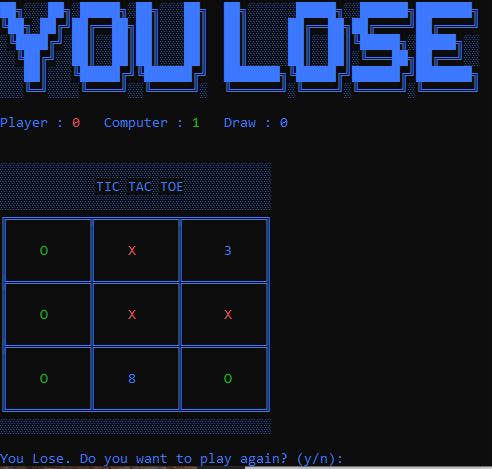 YOU LOSE
Player : 0 Computer : 1 Draw : 0
TIC TAC TOE
O X 3
O X X
O 8 O
You Lose. Do you want to play again? (y/n):